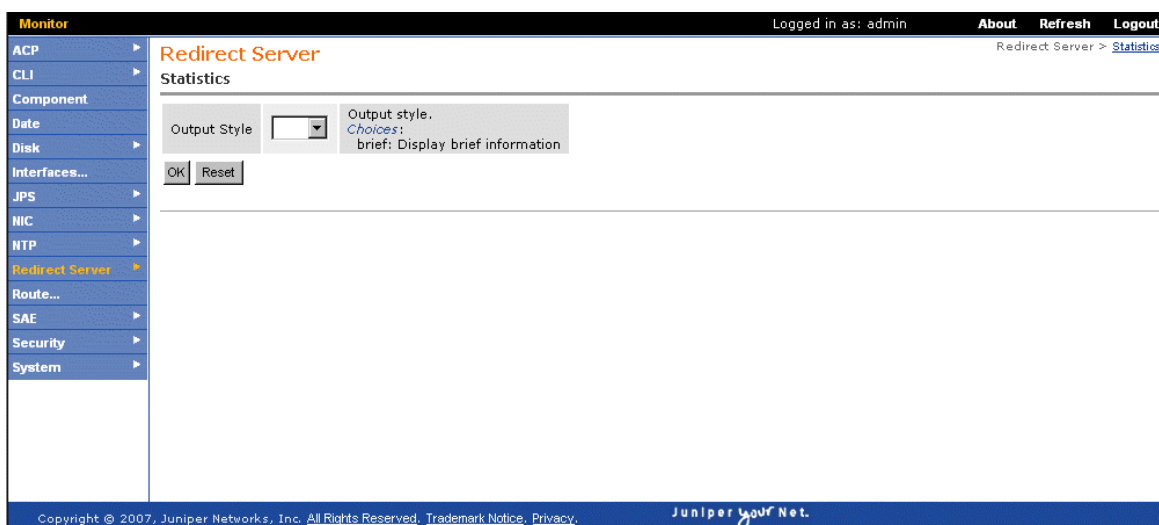 Monitor Logged in as: admin About Refresh Logout
Redirect Server > Statistics
ACP
CLI
Component
Date
Disk
Interfaces...
JPS
NIC
NTP
Redirect Server
Route...
SAE
Security
System
Redirect Server
Statistics
Output Style
Output style.
Choices:
brief: Display brief information
OK Reset
Copyright © 2007, Juniper Networks, Inc. All Rights Reserved. Trademark Notice. Privacy.
Juniper your Net.